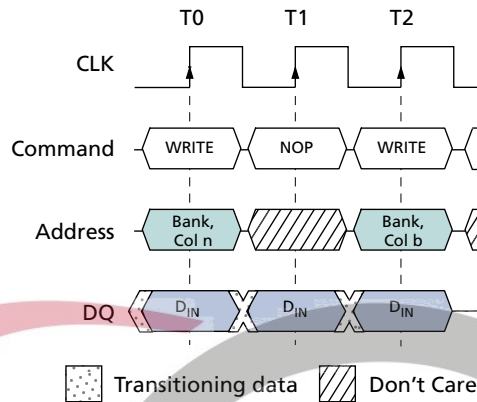 T0 T1 T2
CLK
Command WRITE NOP WRITE
Address Bank, Col n Bank, Col b
DQ DIN DIN DIN
Transitioning data Don't Care